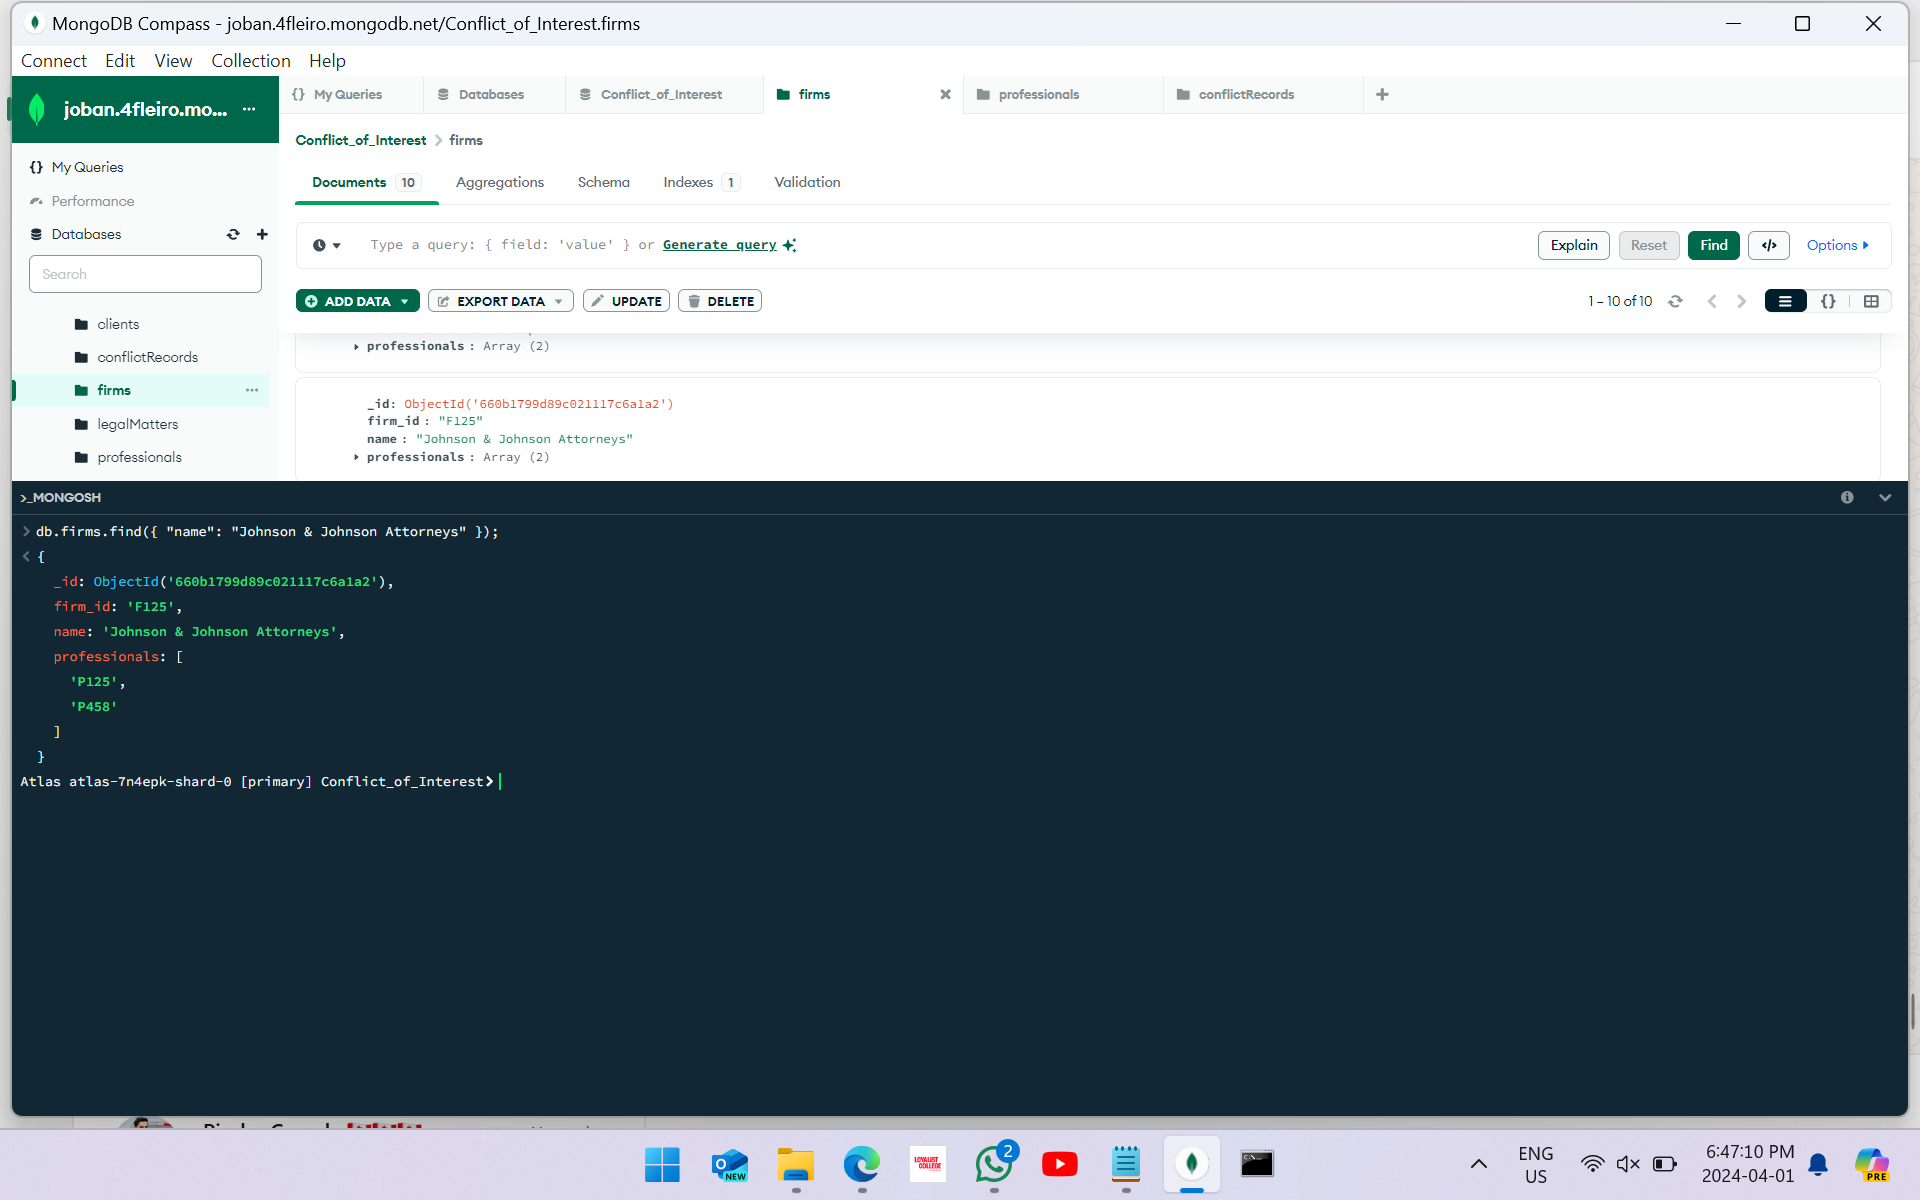 MongoDB Compass - joban.4fleiro.mongodb.net/Conflict_of_Interest.firms
Connect Edit View Collection Help
joban.4fleiro.mo... ···
{} My Queries
Databases
Conflict_of_Interest
firms
professionals
conflictRecords
Conflict_of_Interest > firms
{} My Queries
Performance
Databases
Search
clients
conflictRecords
firms ···
legalMatters
professionals
Documents 10 Aggregations Schema Indexes 1 Validation
Type a query: { field: 'value' } or Generate query
Explain Reset Find </> Options
ADD DATA EXPORT DATA UPDATE DELETE
1 – 10 of 10
{}
professionals : Array (2)
_id: ObjectId('660b1799d89c021117c6a1a2')
firm_id : "F125"
name : "Johnson & Johnson Attorneys"
professionals : Array (2)
>_MONGOSH
> db.firms.find({ "name": "Johnson & Johnson Attorneys" });
< {
_id: ObjectId('660b1799d89c021117c6a1a2'),
firm_id: 'F125',
name: 'Johnson & Johnson Attorneys',
professionals: [
'P125',
'P458'
]
}
Atlas atlas-7n4epk-shard-0 [primary] Conflict_of_Interest>
NEW
LOYALIST COLLEGE
2
ENG
US
6:47:10 PM
2024-04-01
PRE